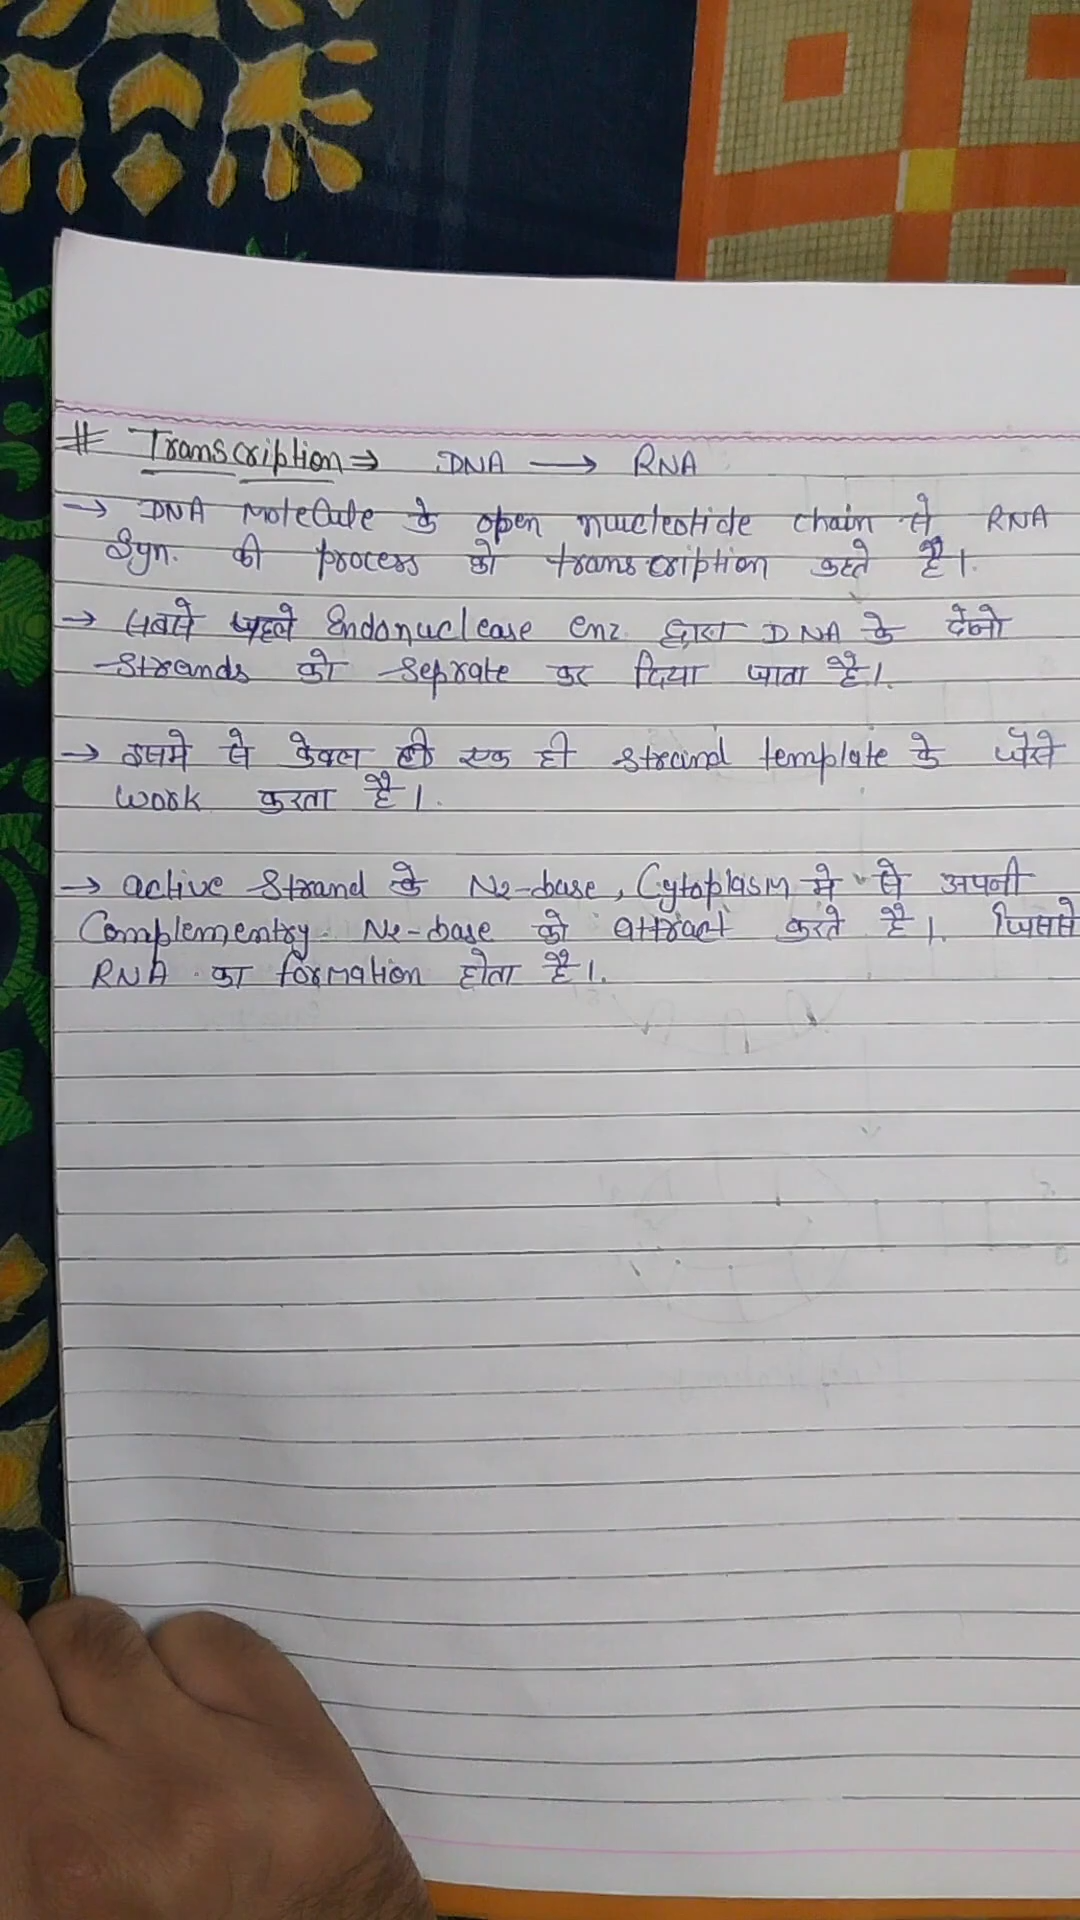 # Transcription ⇒ DNA → RNA
→ DNA Molecule के open nucleotide chain से RNA
Syn. की process को transcription कहते है।
→ सबसे पहले Endonuclease enz द्वारा DNA के दोनो
Strands को Seprate कर दिया जाता है।
→ इसमे से केवल एक ही strand template के जैसे
work करता है।
→ active Strand के N2-base, Cytoplasm मे से अपनी
Complementry N2-base को attract करते है। जिससे
RNA का formation होता है।